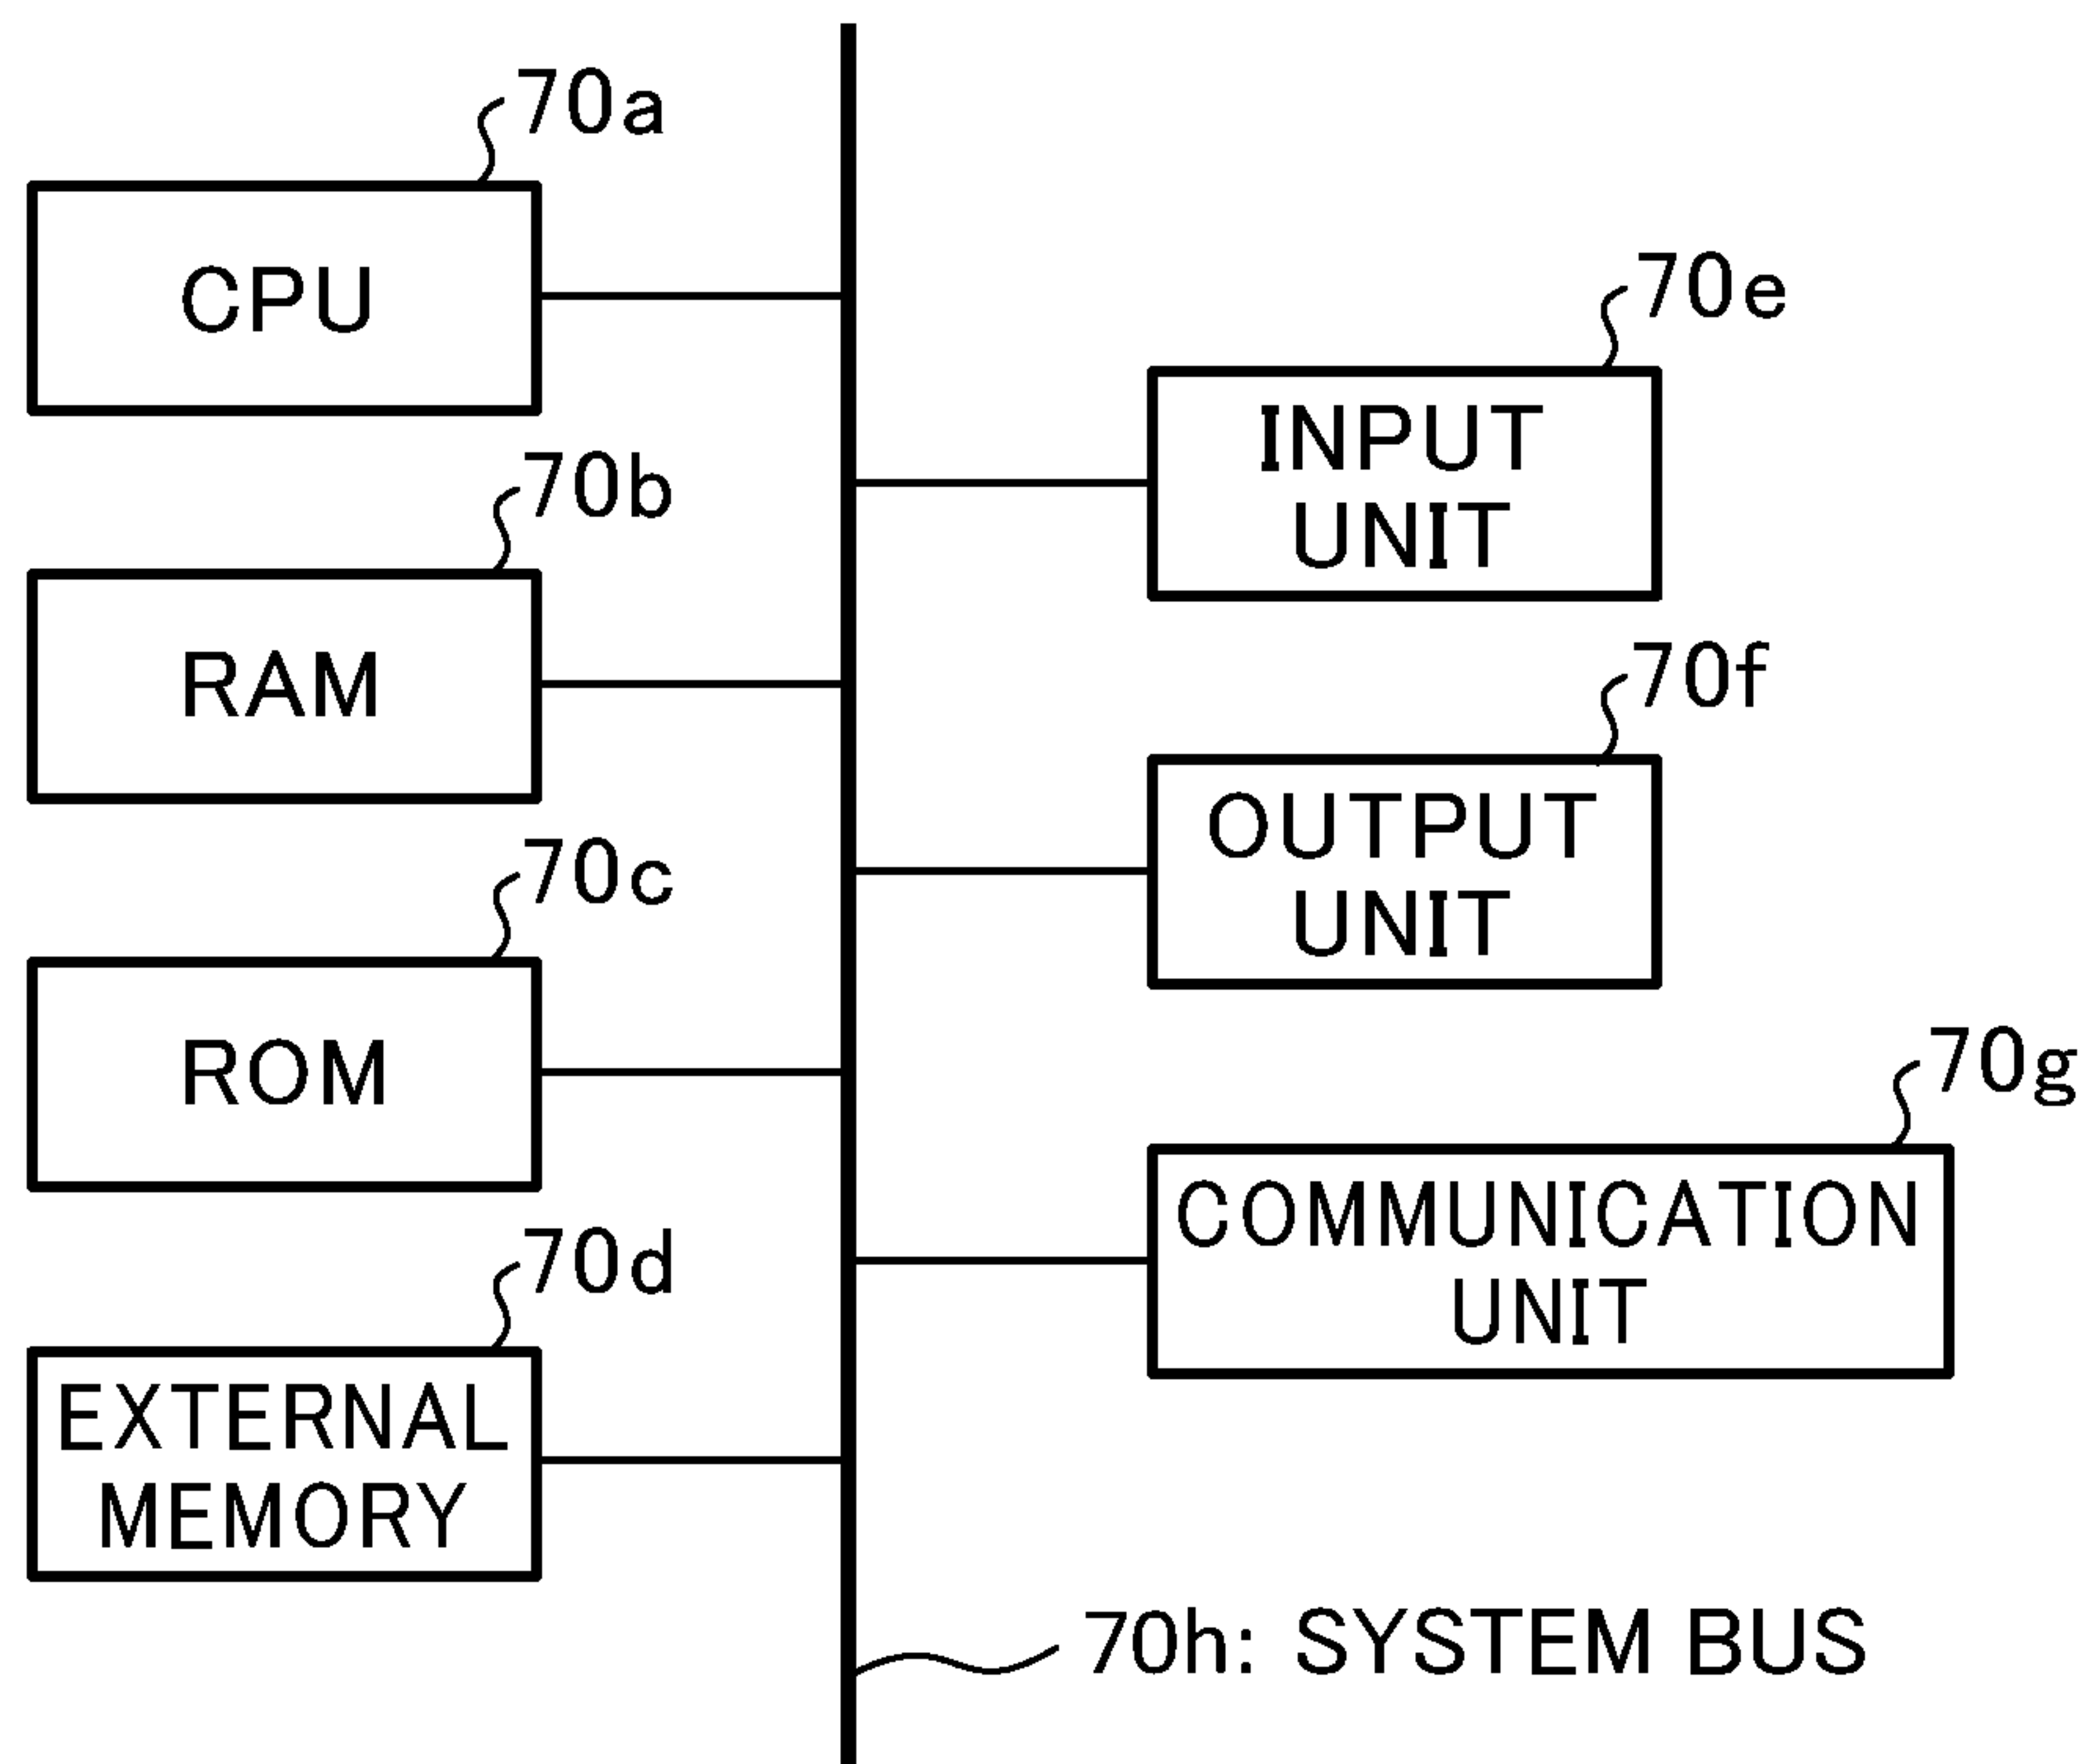 70a
CPU
70b
RAM
70c
ROM
70d
EXTERNAL
MEMORY
70e
INPUT
UNIT
70f
OUTPUT
UNIT
70g
COMMUNICATION
UNIT
70h: SYSTEM BUS